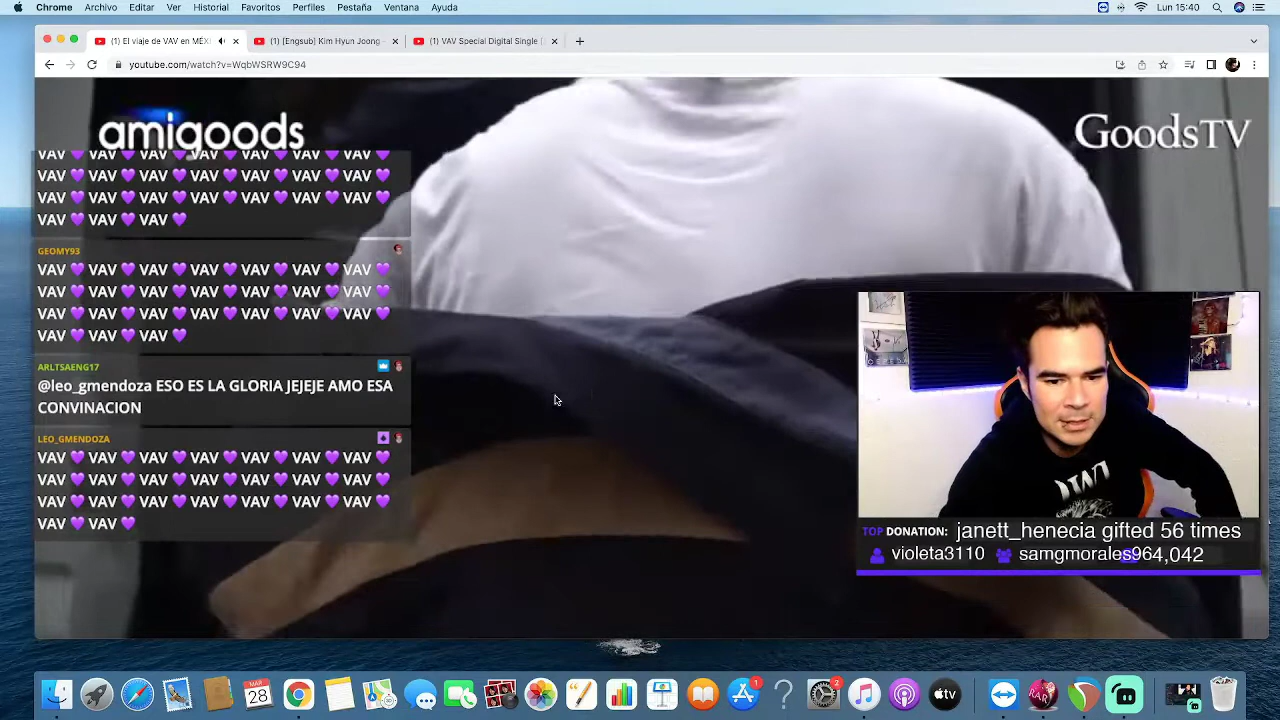 Chrome Archivo Editar Ver Historial Favoritos Perfiles Pestaña Ventana Ayuda Lun 15:40
(1) El viaje de VAV en MÉXI (1) [Engsub] Kim Hyun Joong - (1) VAV Special Digital Single [
youtube.com/watch?v=WqbWSRW9C94
amigoods GoodsTV
VAV 💜 VAV 💜 VAV 💜 VAV 💜 VAV 💜 VAV 💜 VAV 💜
VAV 💜 VAV 💜 VAV 💜 VAV 💜 VAV 💜 VAV 💜 VAV 💜
VAV 💜 VAV 💜 VAV 💜 VAV 💜 VAV 💜 VAV 💜 VAV 💜
VAV 💜 VAV 💜 VAV 💜
GEOMY93
VAV 💜 VAV 💜 VAV 💜 VAV 💜 VAV 💜 VAV 💜 VAV 💜
VAV 💜 VAV 💜 VAV 💜 VAV 💜 VAV 💜 VAV 💜 VAV 💜
VAV 💜 VAV 💜 VAV 💜 VAV 💜 VAV 💜 VAV 💜 VAV 💜
VAV 💜 VAV 💜 VAV 💜
ARLTSAENG17
@leo_gmendoza ESO ES LA GLORIA JEJEJE AMO ESA
CONVINACION
LEO_GMENDOZA
VAV 💜 VAV 💜 VAV 💜 VAV 💜 VAV 💜 VAV 💜 VAV 💜
VAV 💜 VAV 💜 VAV 💜 VAV 💜 VAV 💜 VAV 💜 VAV 💜
VAV 💜 VAV 💜 VAV 💜 VAV 💜 VAV 💜 VAV 💜 VAV 💜
VAV 💜 VAV 💜
TOP DONATION: janett_henecia gifted 56 times
violeta3110 samgmorales964,042
MAR
28
1
2
tv